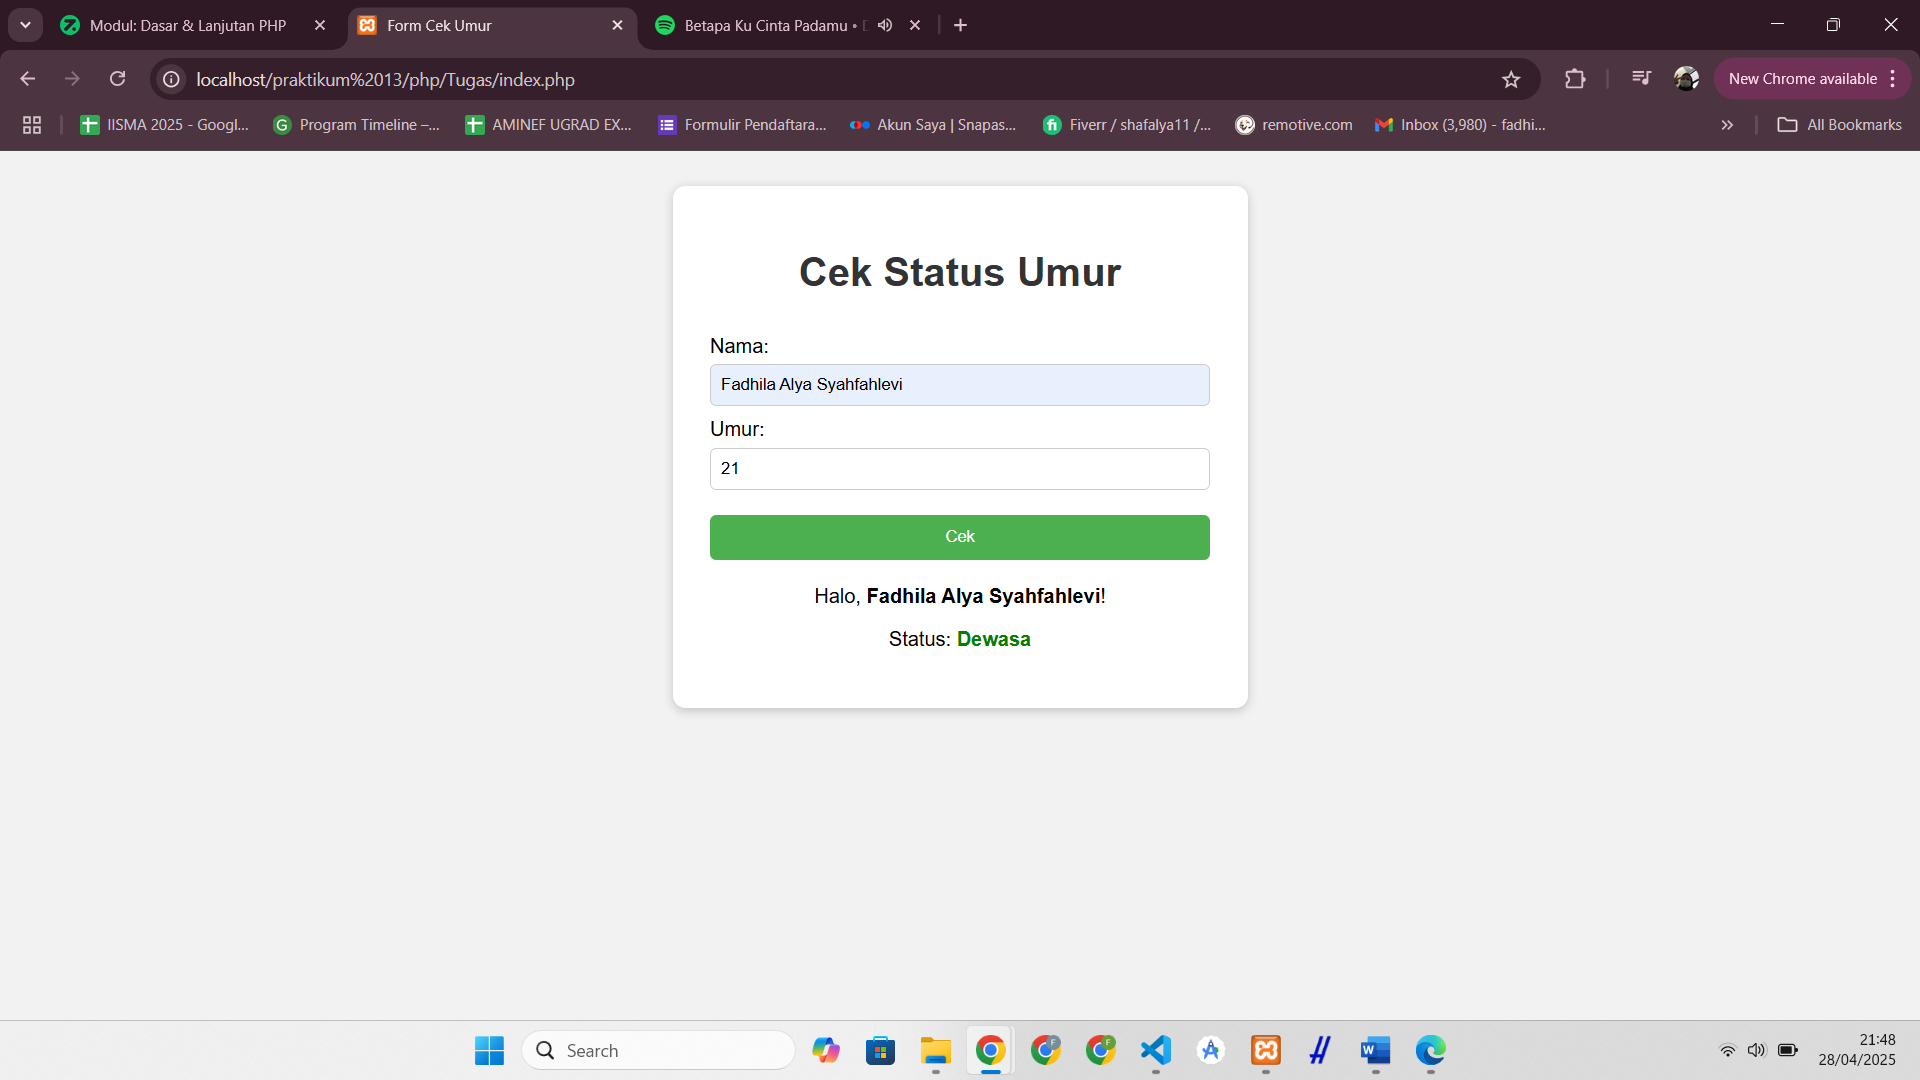 Modul: Dasar & Lanjutan PHP
Form Cek Umur
Betapa Ku Cinta Padamu •
localhost/praktikum%2013/php/Tugas/index.php
New Chrome available
IISMA 2025 - Googl...
Program Timeline –...
AMINEF UGRAD EX...
Formulir Pendaftara...
Akun Saya | Snapas...
Fiverr / shafalya11 /...
remotive.com
Inbox (3,980) - fadhi...
All Bookmarks
Cek Status Umur
Nama:
Fadhila Alya Syahfahlevi
Umur:
21
Cek
Halo, Fadhila Alya Syahfahlevi!
Status: Dewasa
Search
21:48
28/04/2025